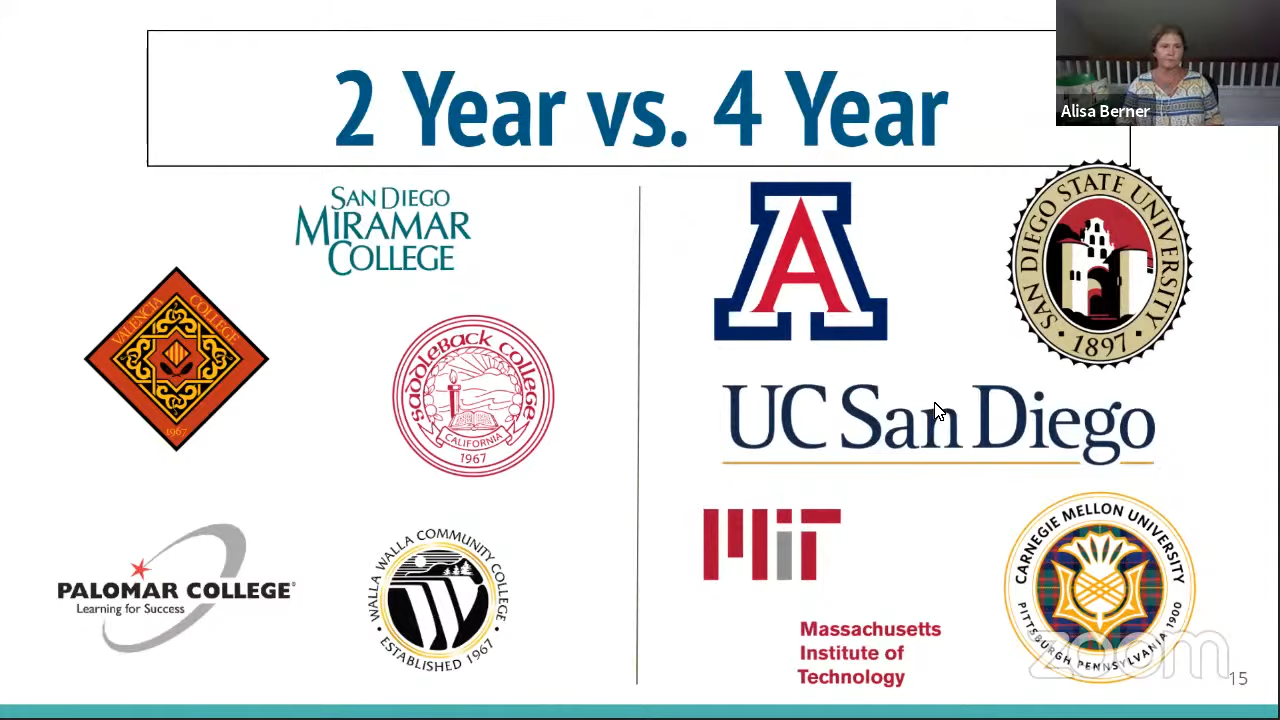 2 Year vs. 4 Year
Alisa Berner
SAN DIEGO
MIRAMAR
COLLEGE
VALENCIA COLLEGE
1967
saddleback college
CALIFORNIA
1967
PALOMAR COLLEGE®
Learning for Success
WALLA WALLA COMMUNITY COLLEGE
• ESTABLISHED 1967 •
A
SAN DIEGO STATE UNIVERSITY
• 1897 •
UC San Diego
MiT
Massachusetts
Institute of
Technology
CARNEGIE MELLON UNIVERSITY
PITTSBURGH PENNSYLVANIA 1900
zoom
15